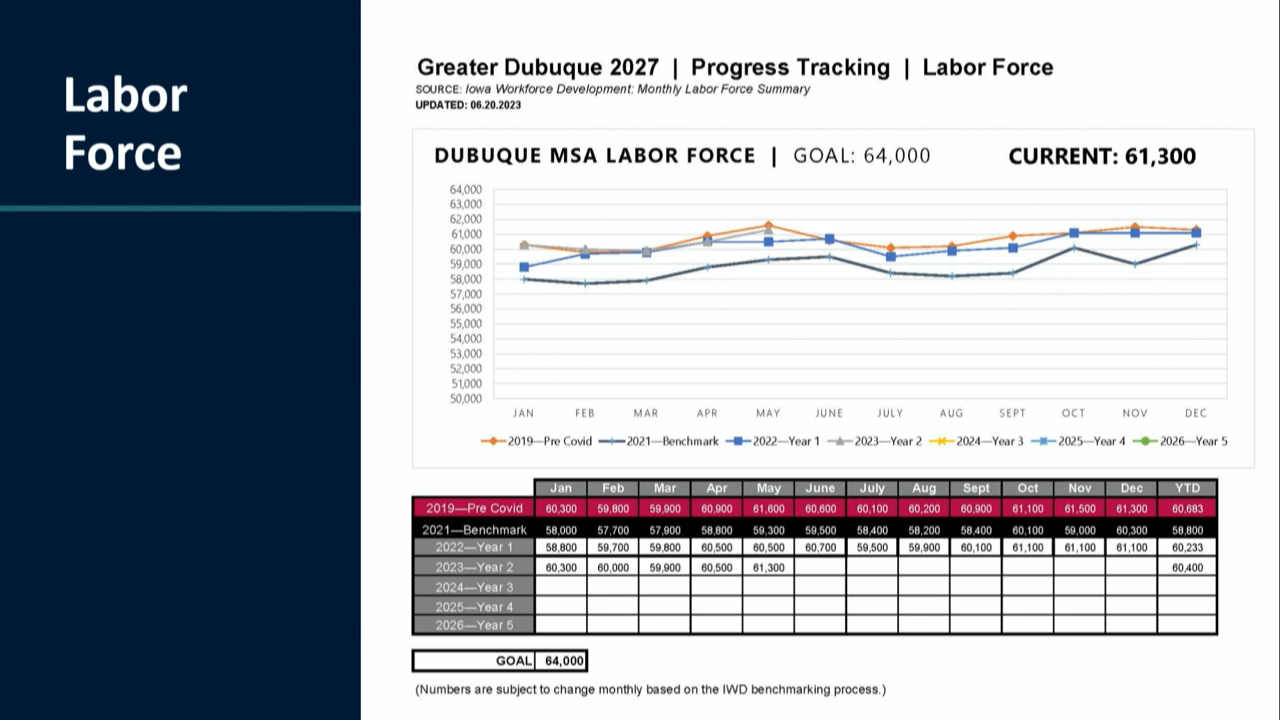 Labor
Force
Greater Dubuque 2027 | Progress Tracking | Labor Force
SOURCE: Iowa Workforce Development: Monthly Labor Force Summary
UPDATED: 06.20.2023
DUBUQUE MSA LABOR FORCE | GOAL: 64,000 CURRENT: 61,300
64,000
63,000
62,000
61,000
60,000
59,000
58,000
57,000
56,000
55,000
54,000
53,000
52,000
51,000
50,000
JAN FEB MAR APR MAY JUNE JULY AUG SEPT OCT NOV DEC
2019—Pre Covid 2021—Benchmark 2022—Year 1 2023—Year 2 2024—Year 3 2025—Year 4 2026—Year 5
Jan Feb Mar Apr May June July Aug Sept Oct Nov Dec YTD
2019—Pre Covid 60,300 59,800 59,900 60,900 61,600 60,600 60,100 60,200 60,900 61,100 61,500 61,300 60,683
2021—Benchmark 58,000 57,700 57,900 58,800 59,300 59,500 58,400 58,200 58,400 60,100 59,000 60,300 58,800
2022—Year 1 58,800 59,700 59,800 60,500 60,500 60,700 59,500 59,900 60,100 61,100 61,100 61,100 60,233
2023—Year 2 60,300 60,000 59,900 60,500 61,300 60,400
2024—Year 3
2025—Year 4
2026—Year 5
GOAL 64,000
(Numbers are subject to change monthly based on the IWD benchmarking process.)